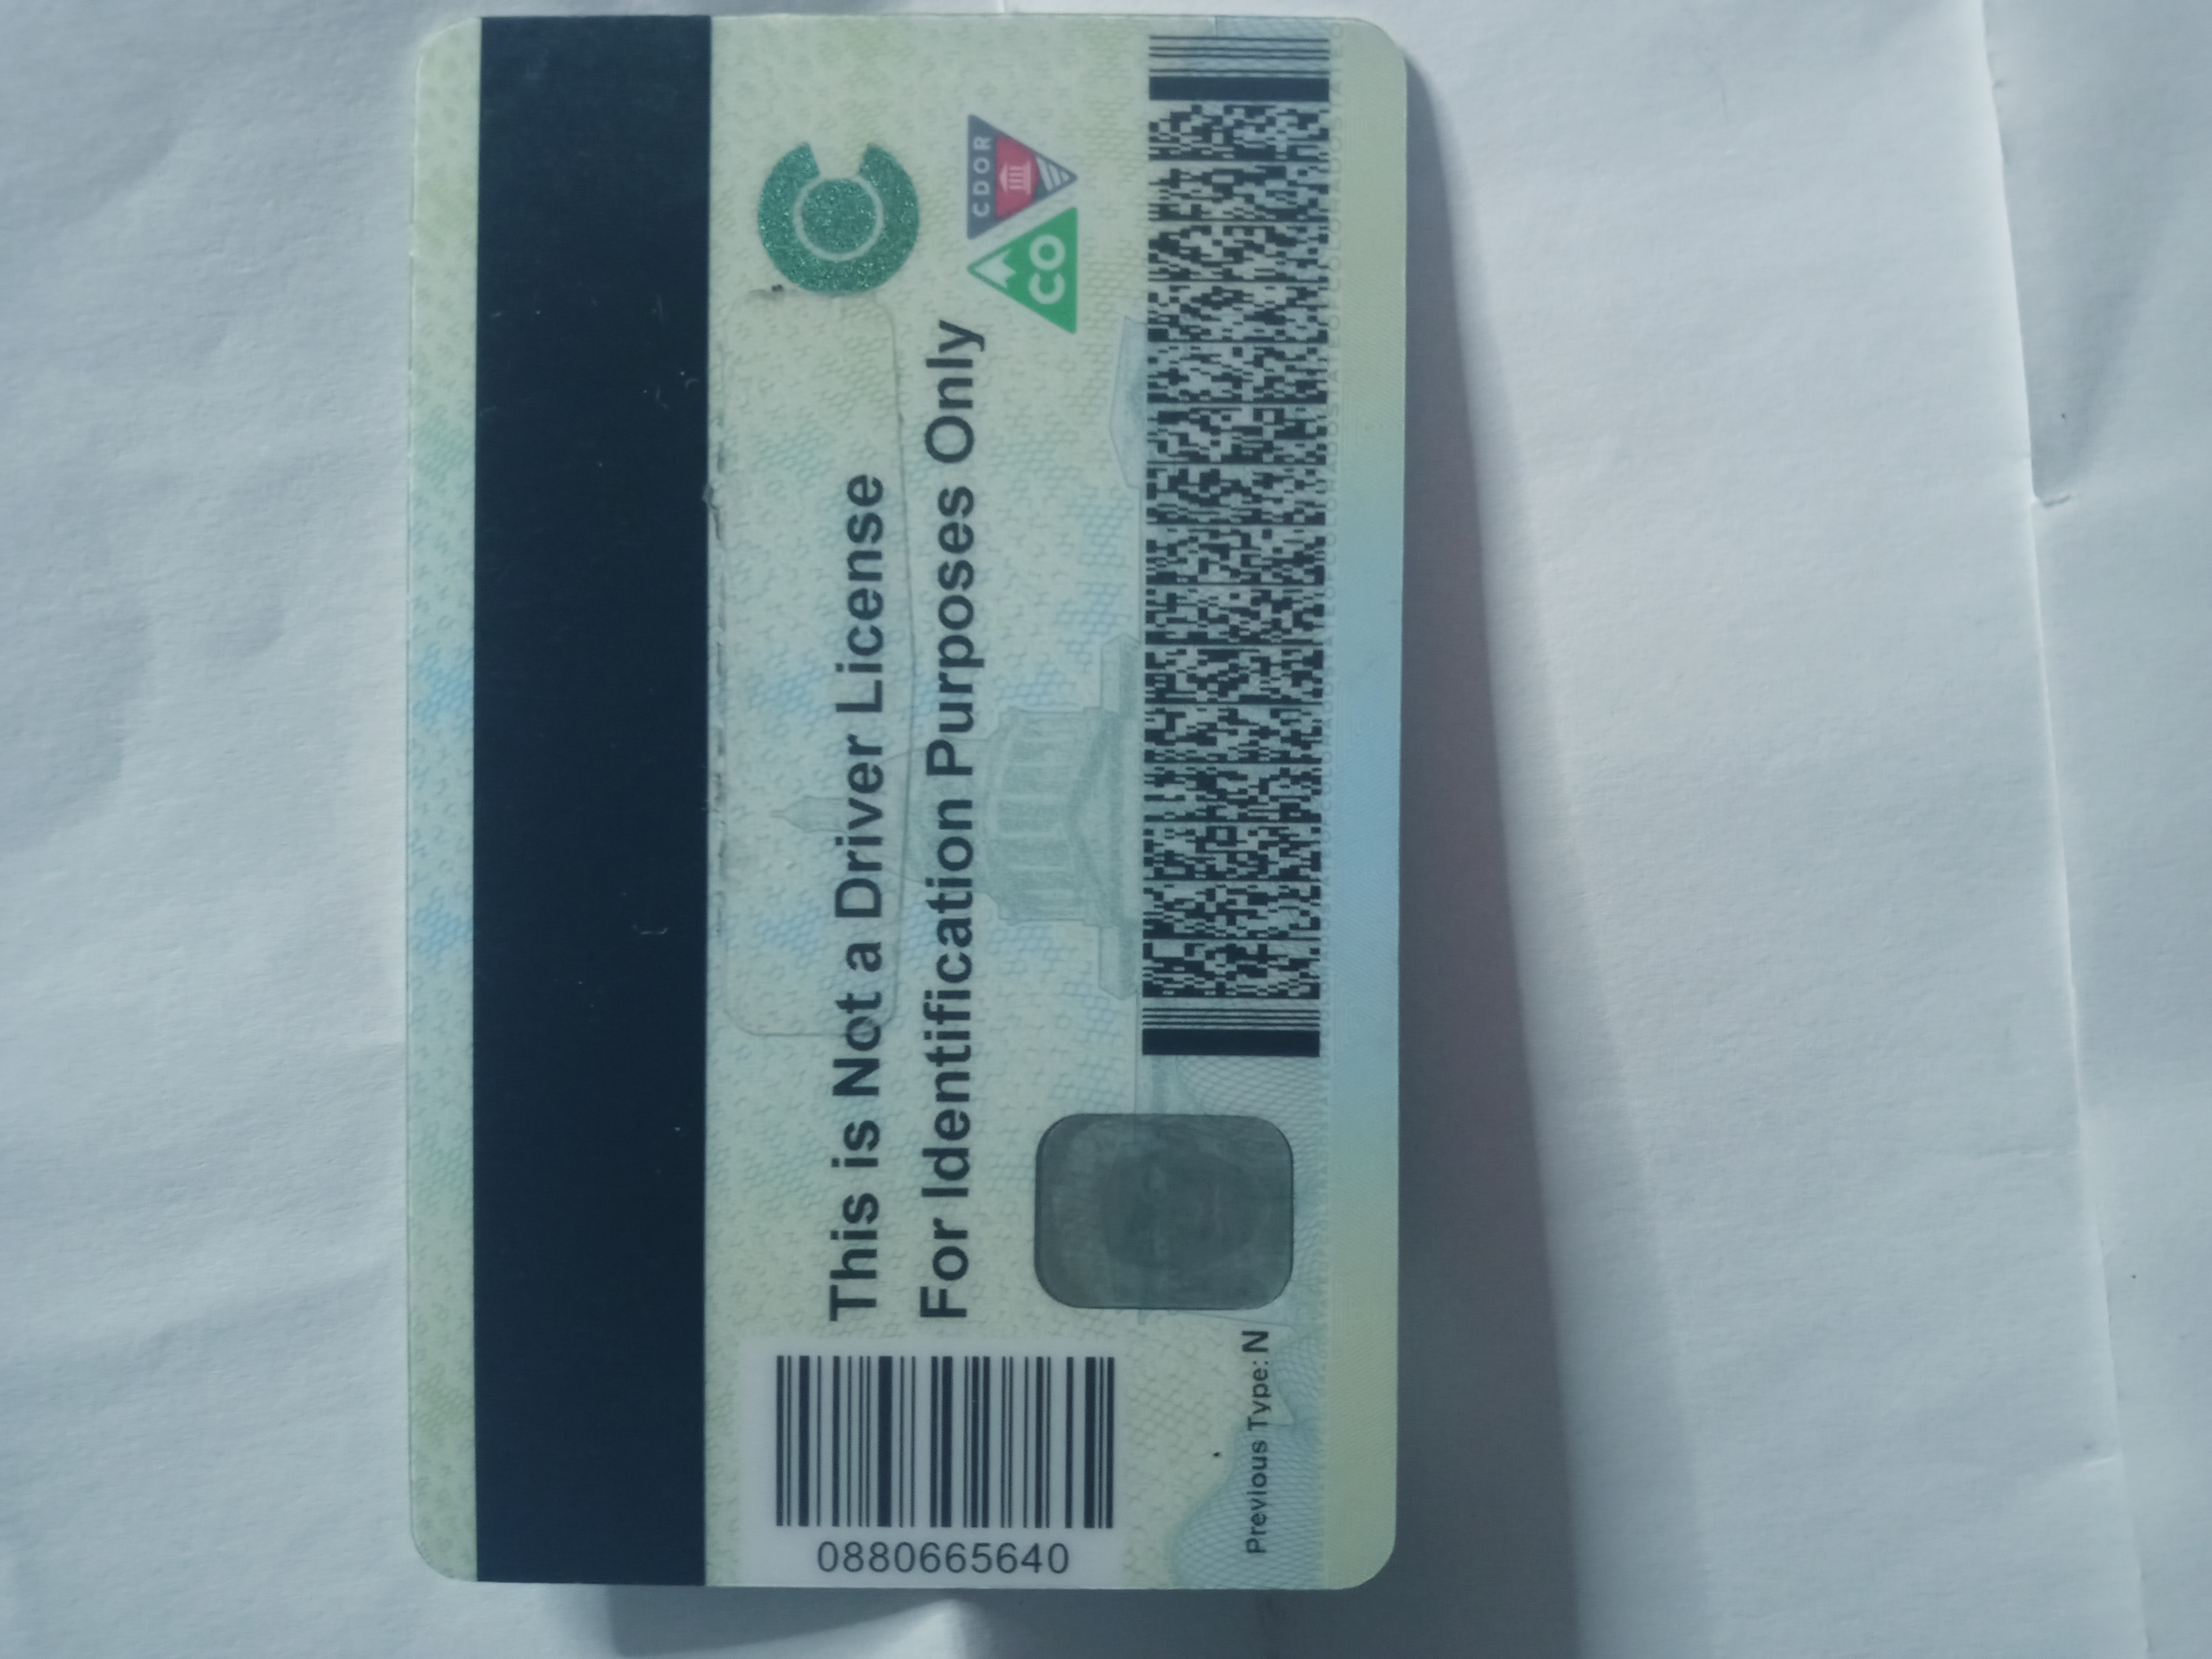 This is Not a Driver License
For Identification Purposes Only
0880665640
Previous Type: N
CO
CDOR